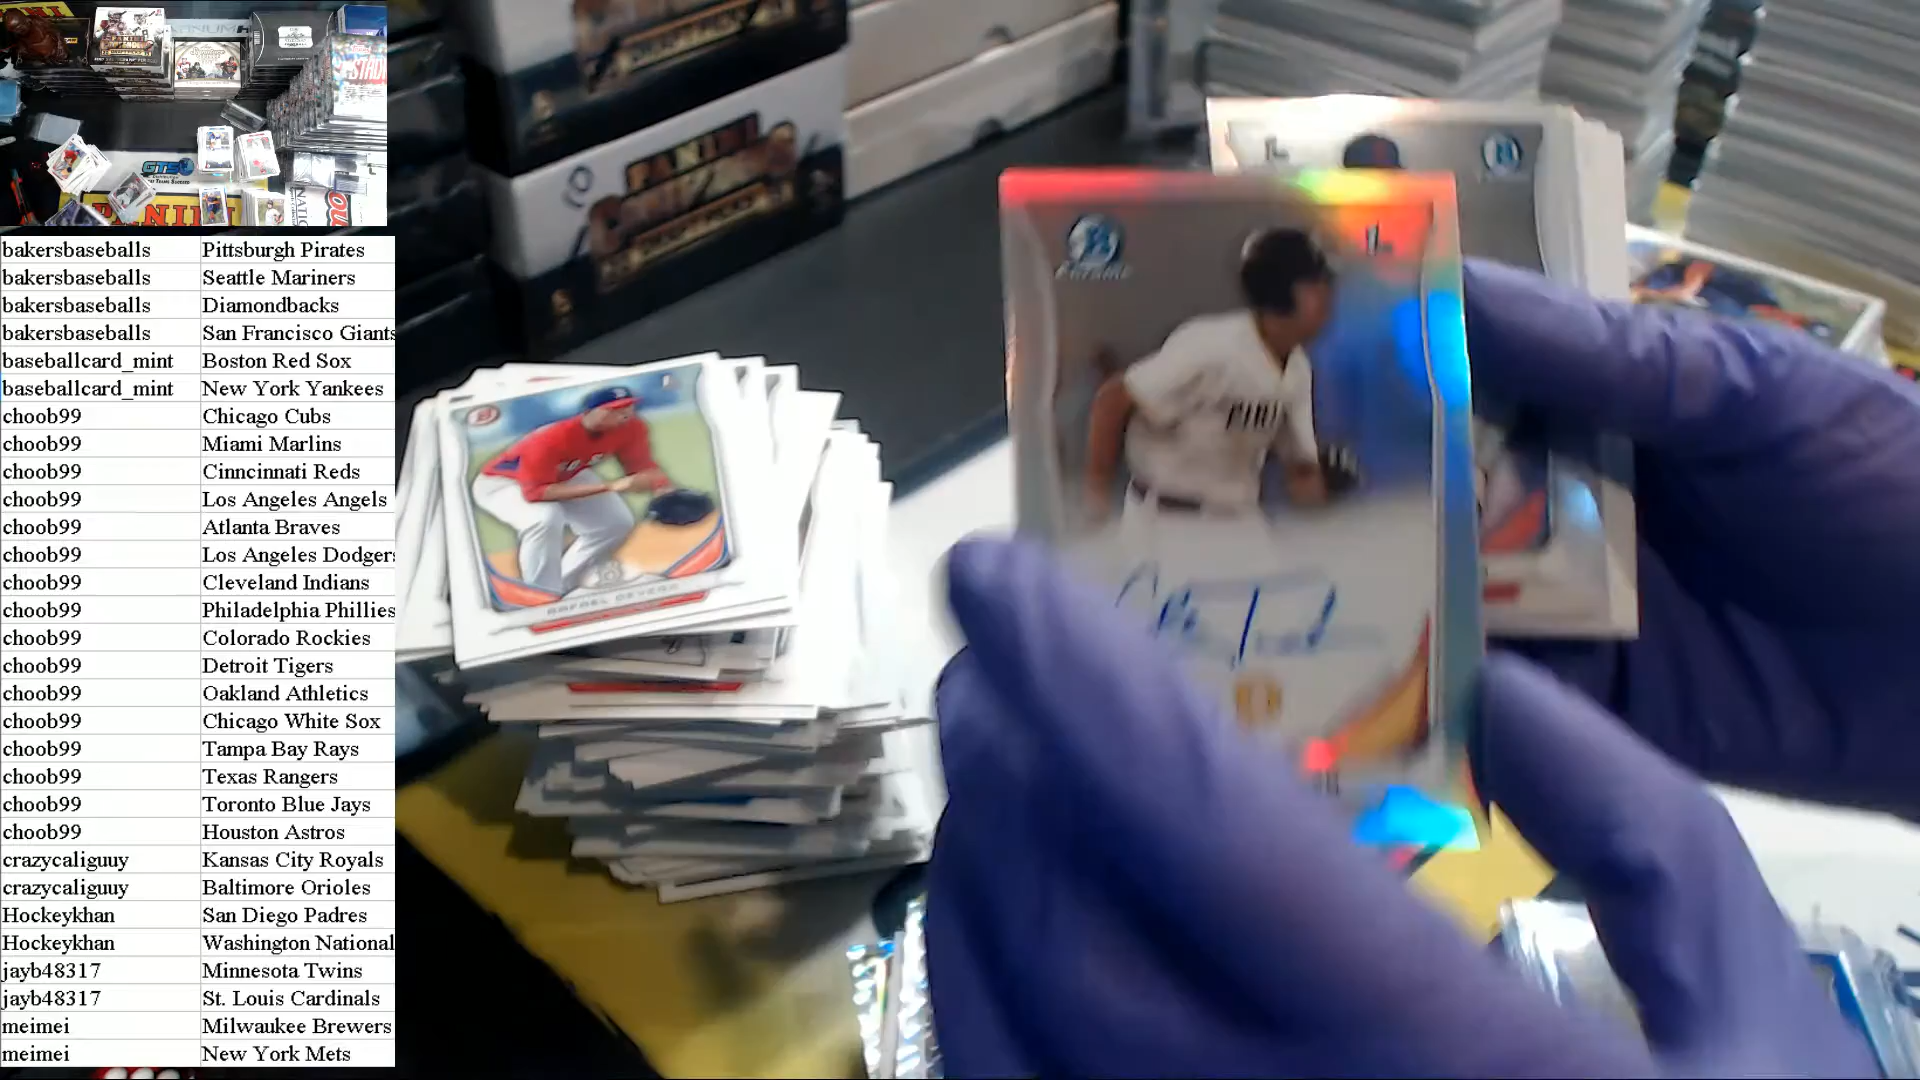 bakersbaseballs Pittsburgh Pirates
bakersbaseballs Seattle Mariners
bakersbaseballs Diamondbacks
bakersbaseballs San Francisco Giants
baseballcard_mint Boston Red Sox
baseballcard_mint New York Yankees
choob99 Chicago Cubs
choob99 Miami Marlins
choob99 Cinncinnati Reds
choob99 Los Angeles Angels
choob99 Atlanta Braves
choob99 Los Angeles Dodgers
choob99 Cleveland Indians
choob99 Philadelphia Phillies
choob99 Colorado Rockies
choob99 Detroit Tigers
choob99 Oakland Athletics
choob99 Chicago White Sox
choob99 Tampa Bay Rays
choob99 Texas Rangers
choob99 Toronto Blue Jays
choob99 Houston Astros
crazycaliguuy Kansas City Royals
crazycaliguuy Baltimore Orioles
Hockeykhan San Diego Padres
Hockeykhan Washington National
jayb48317 Minnesota Twins
jayb48317 St. Louis Cardinals
meimei Milwaukee Brewers
meimei New York Mets
GTS
PANINI
PANINI
Chrome
PIR
RAFAEL DEVERS